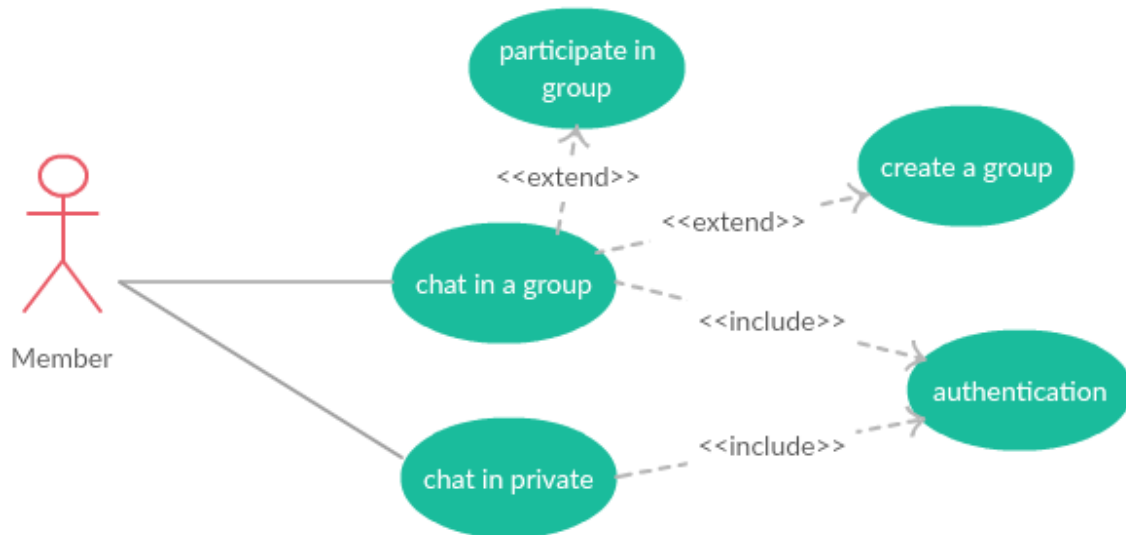 participate in
group
<<extend>>
create a group
<<extend>>
chat in a group
<<include>>
Member
authentication
<<include>>
chat in private